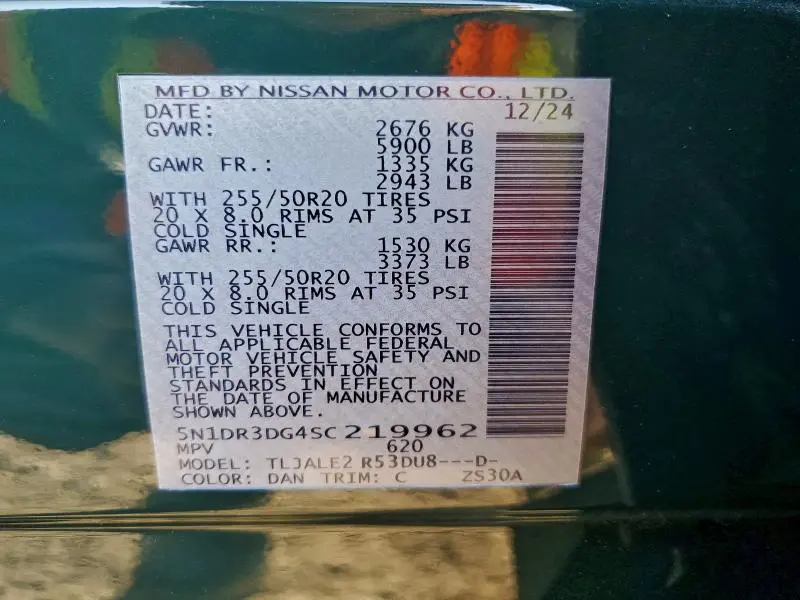 MFD BY NISSAN MOTOR CO., LTD.
DATE: 12/24
GVWR: 2676 KG
5900 LB
GAWR FR.: 1335 KG
2943 LB
WITH 255/50R20 TIRES
20 X 8.0 RIMS AT 35 PSI
COLD SINGLE
GAWR RR.: 1530 KG
3373 LB
WITH 255/50R20 TIRES
20 X 8.0 RIMS AT 35 PSI
COLD SINGLE
THIS VEHICLE CONFORMS TO
ALL APPLICABLE FEDERAL
MOTOR VEHICLE SAFETY AND
THEFT PREVENTION
STANDARDS IN EFFECT ON
THE DATE OF MANUFACTURE
SHOWN ABOVE.
5N1DR3DG4SC219962
MPV 620
MODEL: TLJALE2 R53DU8---D-
COLOR: DAN TRIM: C ZS30A